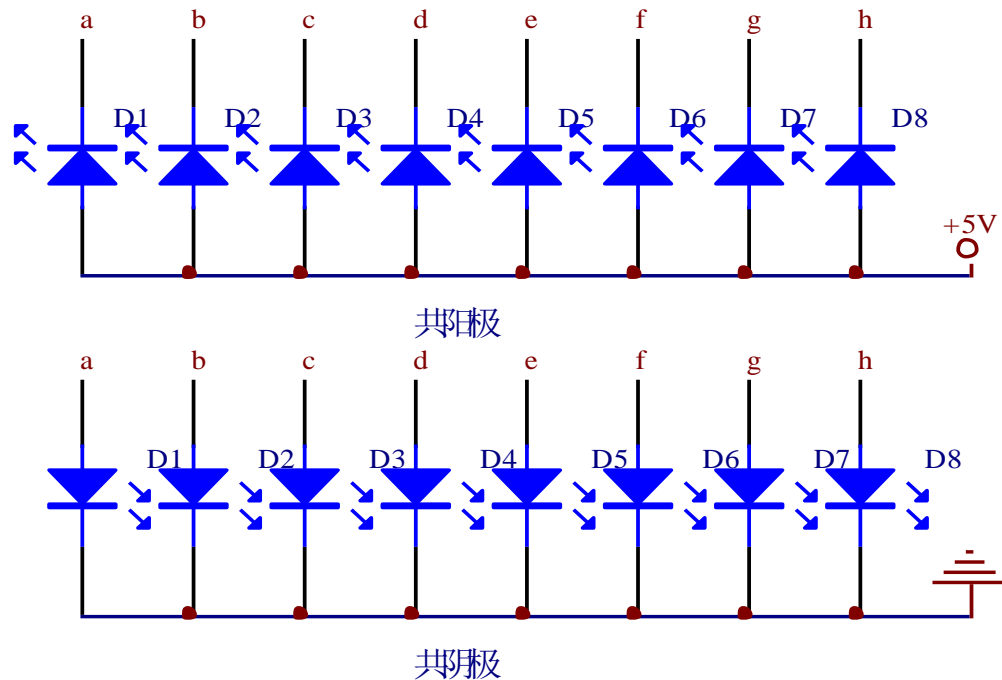 a b c d e f g h
D1 D2 D3 D4 D5 D6 D7 D8
+5V
共阳极
a b c d e f g h
D1 D2 D3 D4 D5 D6 D7 D8
共阴极